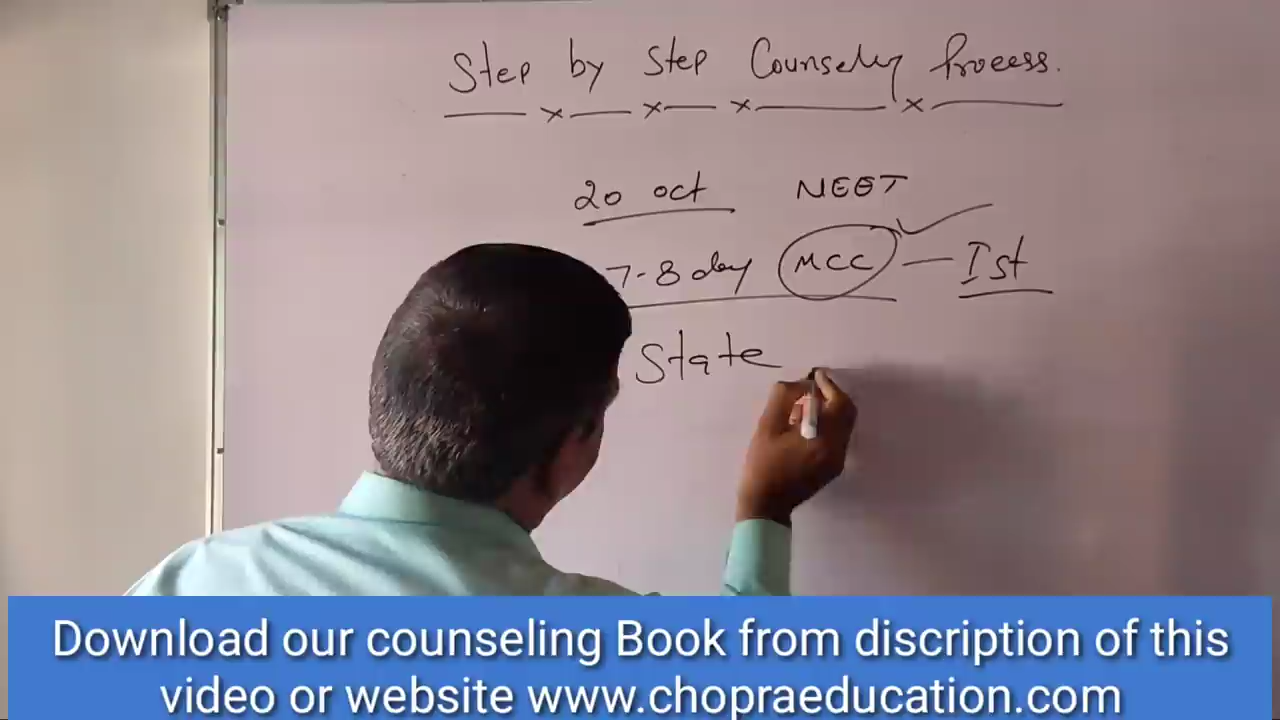 Step by Step Counseling Process.
20 oct NEET
7-8 day MCC — Ist
State
Download our counseling Book from discription of this
video or website www.chopraeducation.com